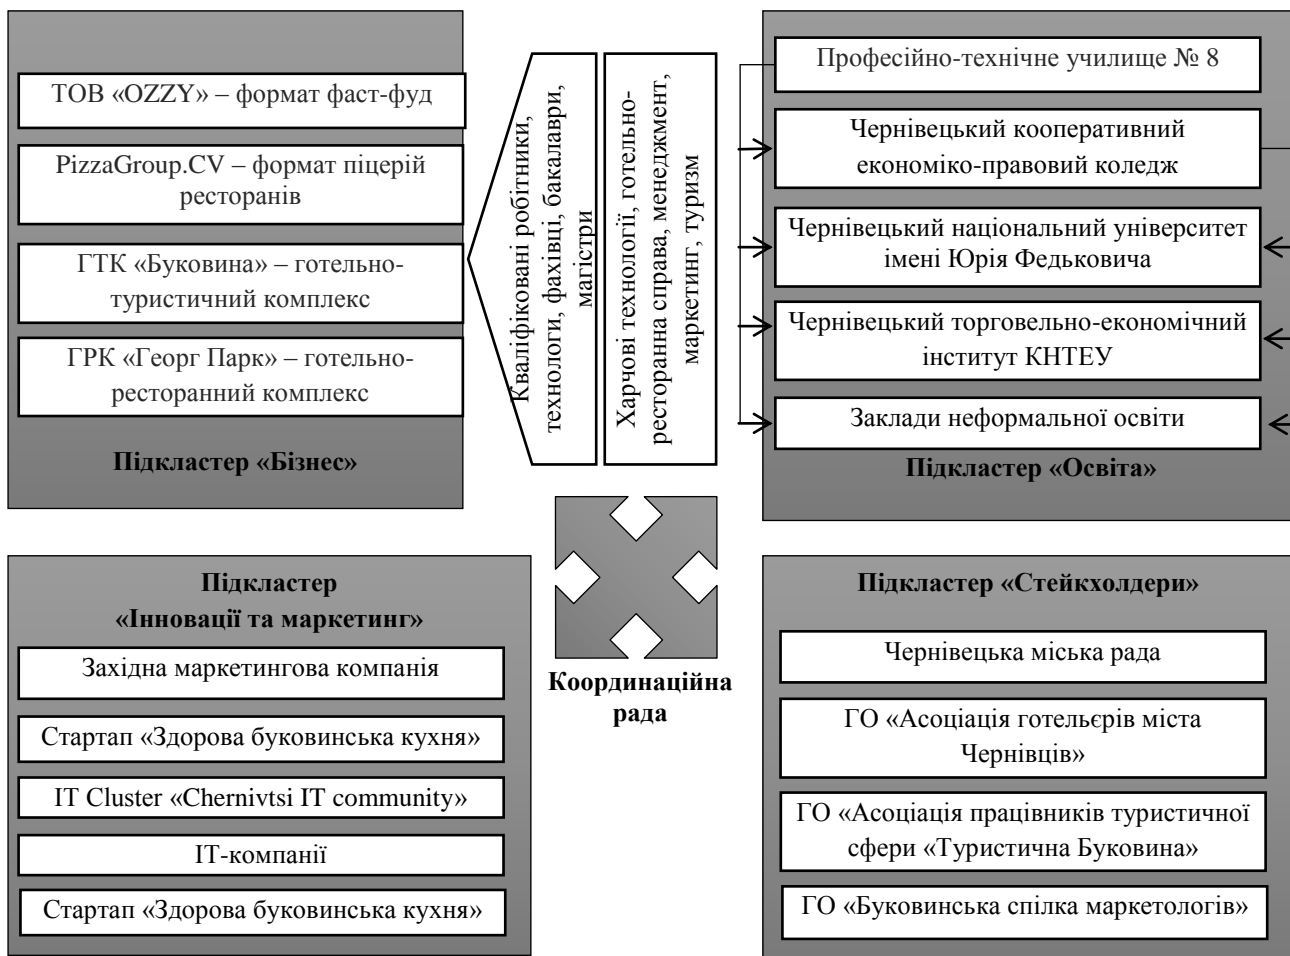 ТОВ «OZZY» – формат фаст-фуд
PizzaGroup.CV – формат піцерій
ресторанів
ГТК «Буковина» – готельно-
туристичний комплекс
ГРК «Георг Парк» – готельно-
ресторанний комплекс
Підкластер «Бізнес»
Кваліфіковані робітники,
технологи, фахівці, бакалаври,
магістри
Харчові технології, готельно-
ресторанна справа, менеджмент,
маркетинг, туризм
Професійно-технічне училище № 8
Чернівецький кооперативний
економіко-правовий коледж
Чернівецький національний університет
імені Юрія Федьковича
Чернівецький торговельно-економічний
інститут КНТЕУ
Заклади неформальної освіти
Підкластер «Освіта»
Підкластер
«Інновації та маркетинг»
Західна маркетингова компанія
Стартап «Здорова буковинська кухня»
IT Cluster «Chernivtsi IT community»
ІТ-компанії
Стартап «Здорова буковинська кухня»
Координаційна
рада
Підкластер «Стейкхолдери»
Чернівецька міська рада
ГО «Асоціація готельєрів міста
Чернівців»
ГО «Асоціація працівників туристичної
сфери «Туристична Буковина»
ГО «Буковинська спілка маркетологів»